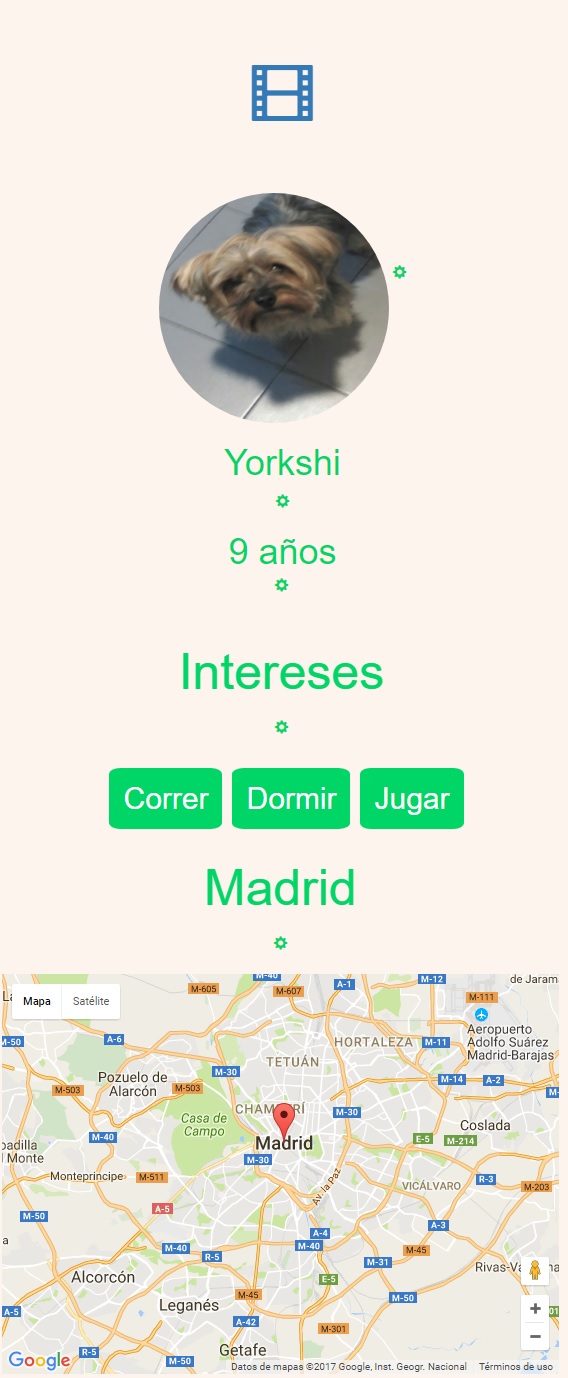 Yorkshi
9 años
Intereses
Correr Dormir Jugar
Madrid
M-40
M-12
de Jaram
M-605
M-607
A-1
M-111
Mapa Satélite
Aeropuerto
Adolfo Suárez
Madrid-Barajas
M-50
A-6
HORTALEZA
M-11
TETUÁN
Pozuelo de
Alarcón
M-30
M-14
A-2
M-503
M-503
CHAMBERÍ
M-30
Casa de
Campo
Coslada
M-40
Madrid
E-5
M-214
M-30
Monte
Monteprincipe
M-511
R-3
VICÁLVARO
M-203
Av. la Paz
A-5
M-50
A-3
A-4
M-40
M-40
R-5
M-45
M-31
Alcorcón
E-5
M-45
M-50
Leganés
A-5
A-42
M-301
Getafe
R-5
M-50
Google
Datos de mapas ©2017 Google, Inst. Geogr. Nacional Términos de uso